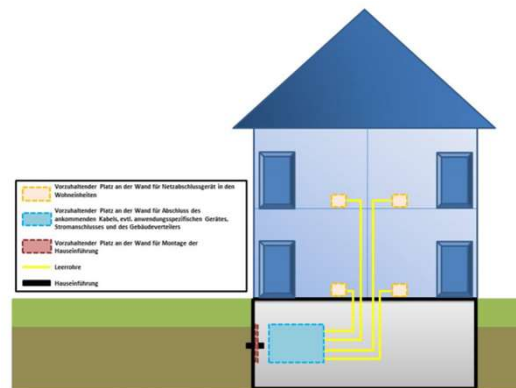 Vorzuhaltender Platz an der Wand für Netzabschlussgerät in den
Wohneinheiten
Vorzuhaltender Platz an der Wand für Abschluss des
ankommenden Kabels, evtl. anwendungsspezifischen Gerätes,
Stromanschlusses und des Gebäudeverteilers
Vorzuhaltender Platz an der Wand für Montage der
Hauseinführung
Leerrohre
Hauseinführung